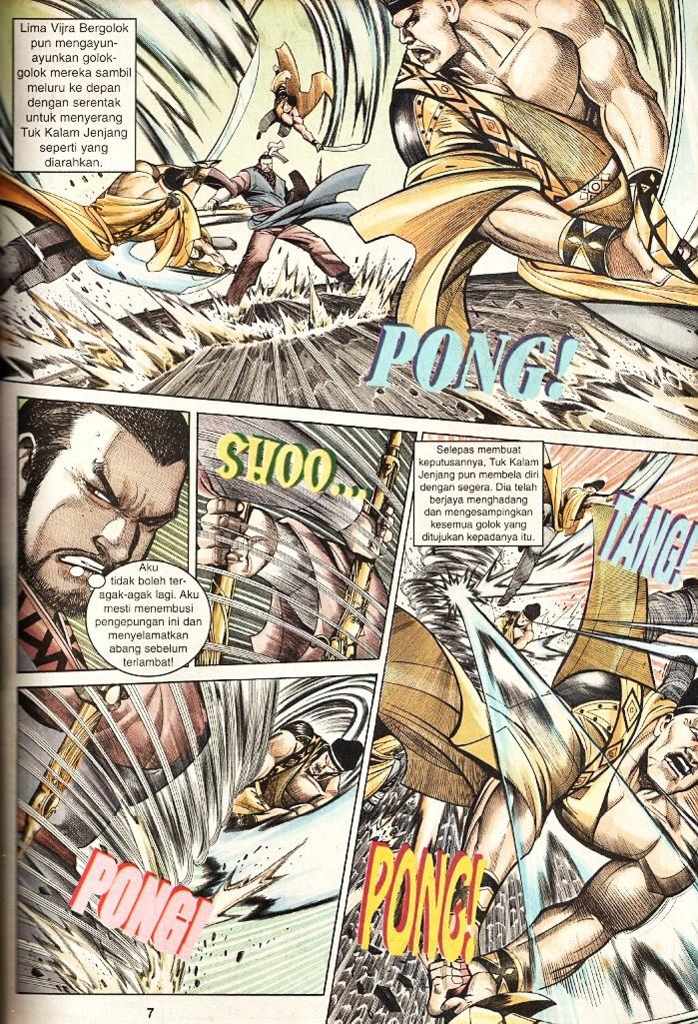 Lima Vijra Bergolok
pun mengayun-
ayunkan golok-
golok mereka sambil
meluru ke depan
dengan serentak
untuk menyerang
Tuk Kalam Jenjang
seperti yang
diarahkan.
PONG!
Aku
tidak boleh ter-
agak-agak lagi. Aku
mesti menembusi
pengepungan ini dan
menyelamatkan
abang sebelum
terlambat!
SHOO...
Selepas membuat
keputusannya, Tuk Kalam
Jenjang pun membela diri
dengan segera. Dia telah
berjaya menghadang
dan mengesampingkan
kesemua golok yang
ditujukan kepadanya itu.
TANG!
PONG!
PONG!
7